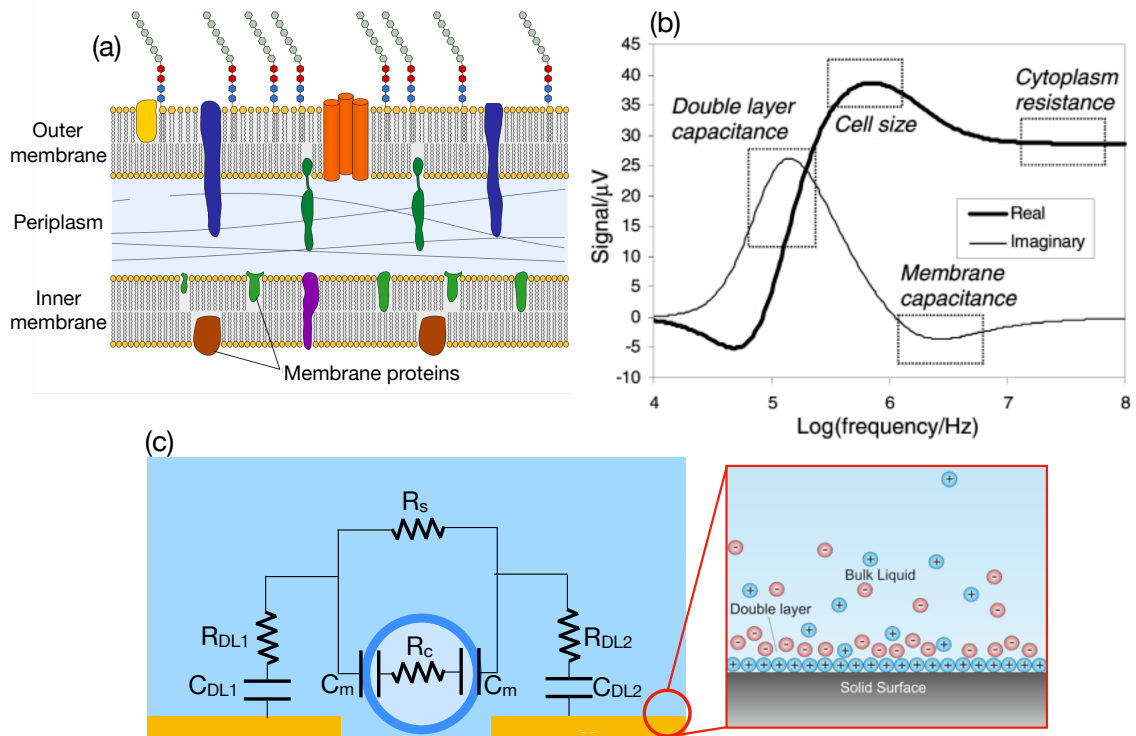 (a)
Outer
membrane
Periplasm
Inner
membrane
Membrane proteins
(b)
45
40
35
30
25
20
15
10
5
0
-5
-10
Signal/µV
Double layer
capacitance
Cell size
Cytoplasm
resistance
Real
Imaginary
Membrane
capacitance
4
5
6
7
8
Log(frequency/Hz)
(c)
Rs
RDL1
CDL1
Cm
Rc
Cm
RDL2
CDL2
Bulk Liquid
Double layer
Solid Surface